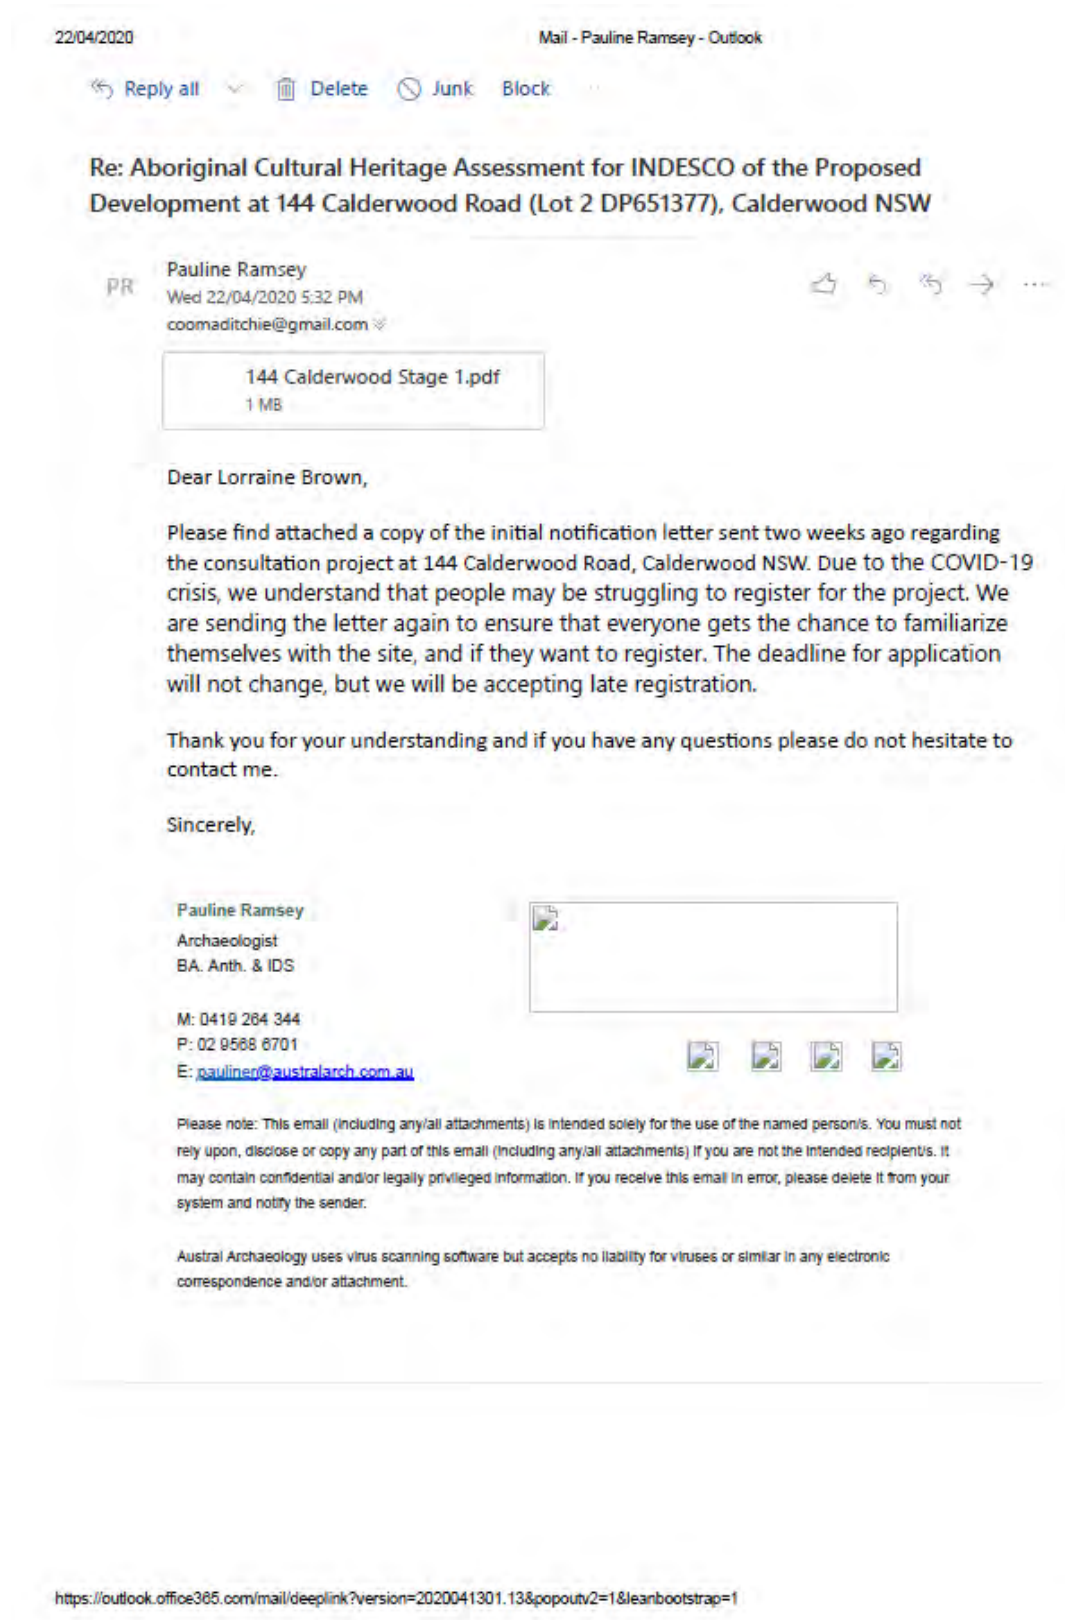 22/04/2020
Mail - Pauline Ramsey - Outlook
Reply all
Delete
Junk
Block
Re: Aboriginal Cultural Heritage Assessment for INDESCO of the Proposed
Development at 144 Calderwood Road (Lot 2 DP651377), Calderwood NSW
PR
Pauline Ramsey
Wed 22/04/2020 5:32 PM
coomaditchie@gmail.com
144 Calderwood Stage 1.pdf
1 MB
Dear Lorraine Brown,
Please find attached a copy of the initial notification letter sent two weeks ago regarding
the consultation project at 144 Calderwood Road, Calderwood NSW. Due to the COVID-19
crisis, we understand that people may be struggling to register for the project. We
are sending the letter again to ensure that everyone gets the chance to familiarize
themselves with the site, and if they want to register. The deadline for application
will not change, but we will be accepting late registration.
Thank you for your understanding and if you have any questions please do not hesitate to
contact me.
Sincerely,
Pauline Ramsey
Archaeologist
BA. Anth. & IDS
M: 0419 264 344
P: 02 9568 6701
E: pauliner@australarch.com.au
Please note: This email (including any/all attachments) is intended solely for the use of the named person/s. You must not
rely upon, disclose or copy any part of this email (including any/all attachments) if you are not the intended recipient/s. It
may contain confidential and/or legally privileged information. If you receive this email in error, please delete it from your
system and notify the sender.
Austral Archaeology uses virus scanning software but accepts no liability for viruses or similar in any electronic
correspondence and/or attachment.
https://outlook.office365.com/mail/deeplink?version=2020041301.13&popoutv2=1&leanbootstrap=1